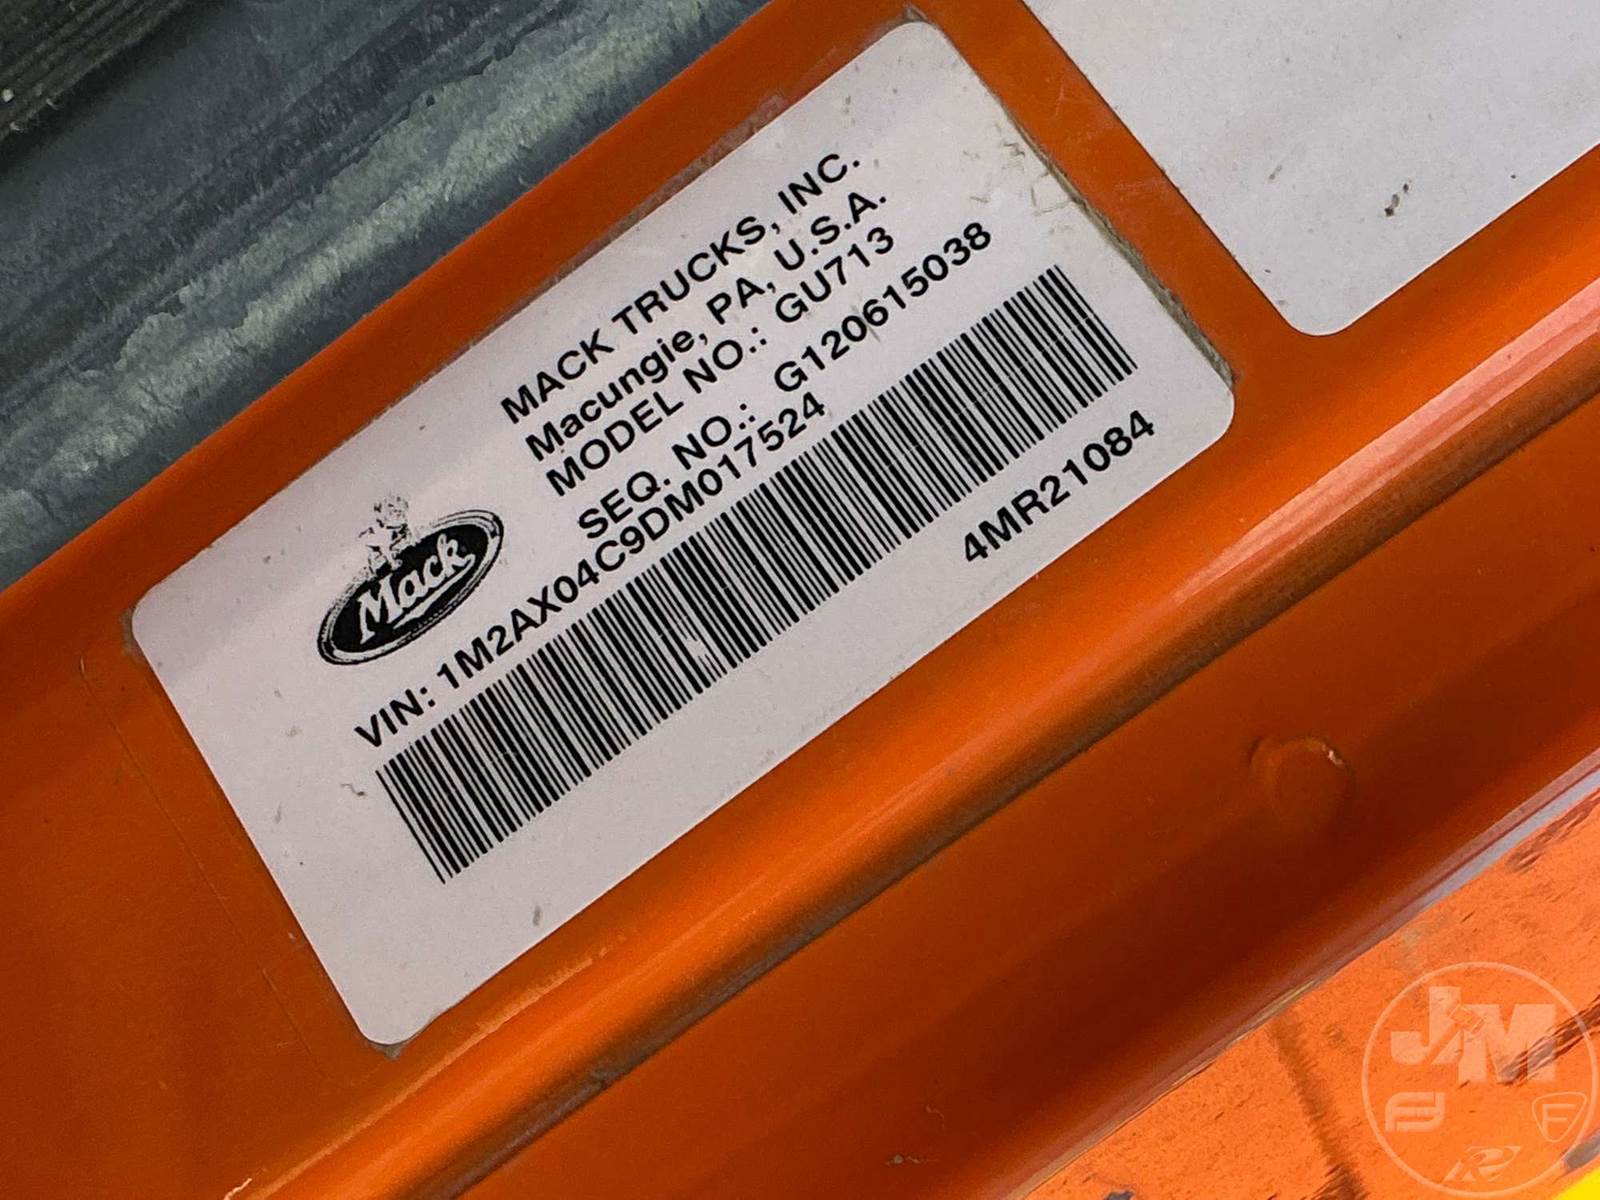 MACK TRUCKS, INC.
Macungie, PA, U.S.A.
MODEL NO.: GU713
SEQ. NO.: G120615038
Mack
VIN: 1M2AX04C9DM017524
4MR21084
J&M
F